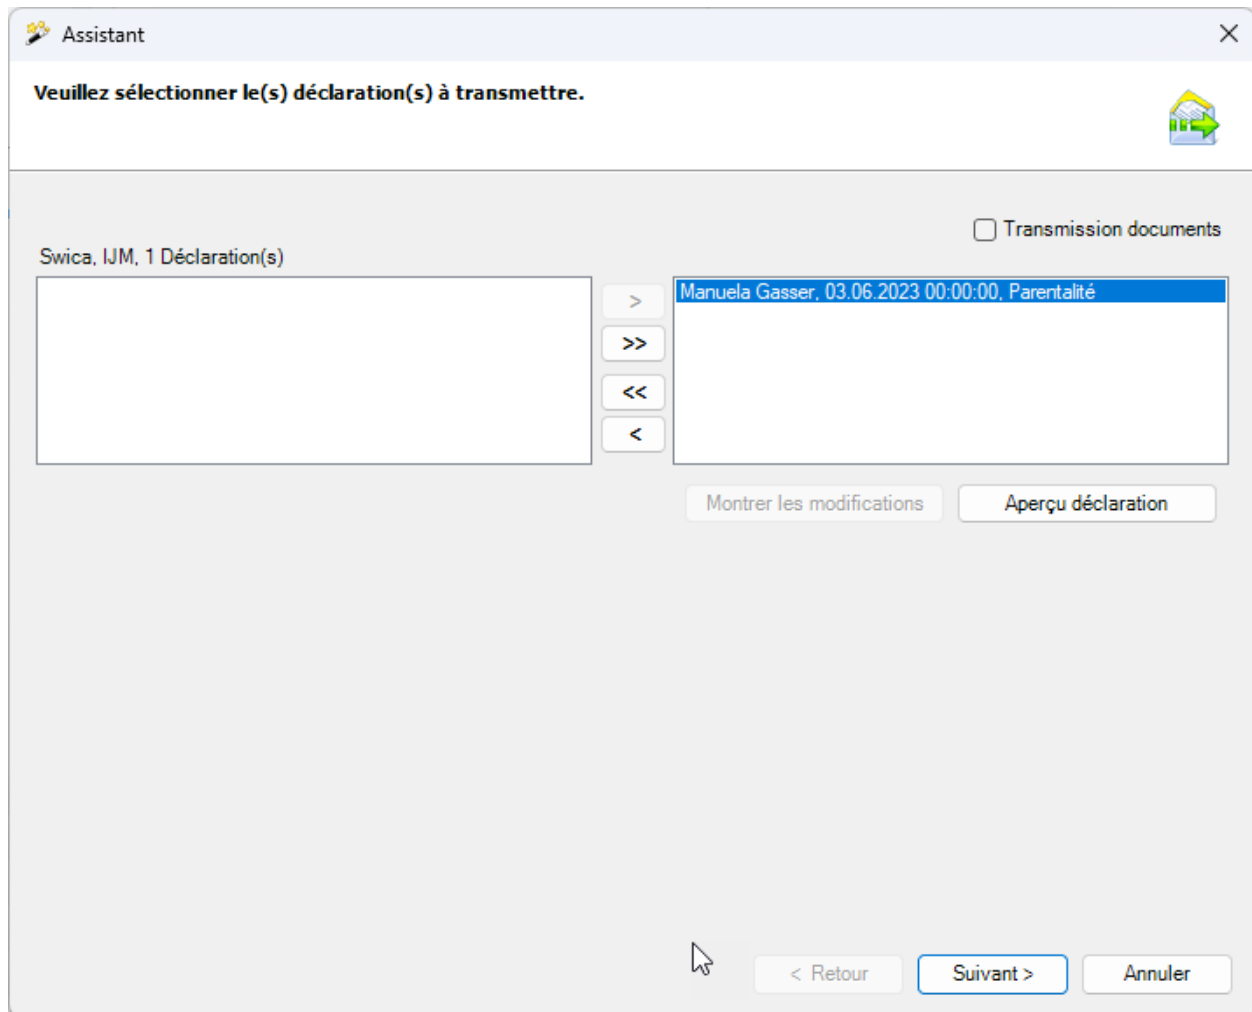 Assistant
Veuillez sélectionner le(s) déclaration(s) à transmettre.
Transmission documents
Swica, IJM, 1 Déclaration(s)
Manuela Gasser, 03.06.2023 00:00:00, Parentalité
>
>>
<<
<
Montrer les modifications
Aperçu déclaration
< Retour
Suivant >
Annuler